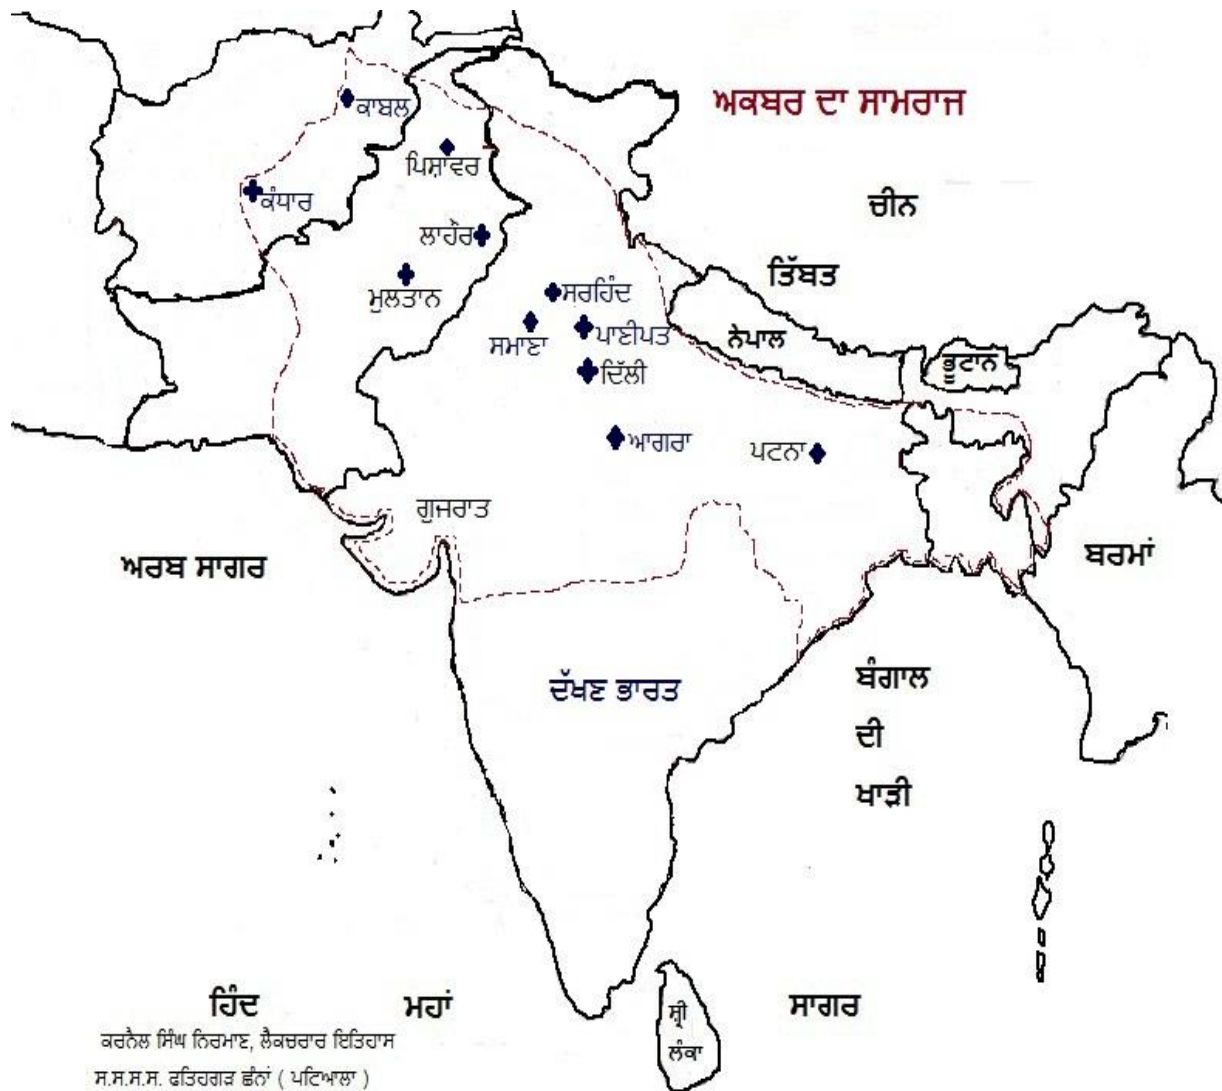 ਅਕਬਰ ਦਾ ਸਾਮਰਾਜ
ਕਾਬਲ
ਪਿਸ਼ਾਵਰ
ਕੰਧਾਰ
ਚੀਨ
ਲਾਹੌਰ
ਤਿੱਬਤ
ਮੁਲਤਾਨ
ਸਰਹਿੰਦ
ਸਮਾਣਾ
ਪਾਣੀਪਤ
ਨੇਪਾਲ
ਭੂਟਾਨ
ਦਿੱਲੀ
ਆਗਰਾ
ਪਟਨਾ
ਗੁਜਰਾਤ
ਅਰਬ ਸਾਗਰ
ਬਰਮਾਂ
ਦੱਖਣ ਭਾਰਤ
ਬੰਗਾਲ
ਦੀ
ਖਾੜੀ
ਹਿੰਦ ਮਹਾਂ ਸਾਗਰ
ਸ਼੍ਰੀ
ਲੰਕਾ
ਕਰਨੈਲ ਸਿੰਘ ਨਿਰਮਾਣ, ਲੈਕਚਰਾਰ ਇਤਿਹਾਸ
ਸ.ਸ.ਸ.ਸ. ਫਤਿਹਗੜ ਛੰਨਾਂ ( ਪਟਿਆਲਾ )